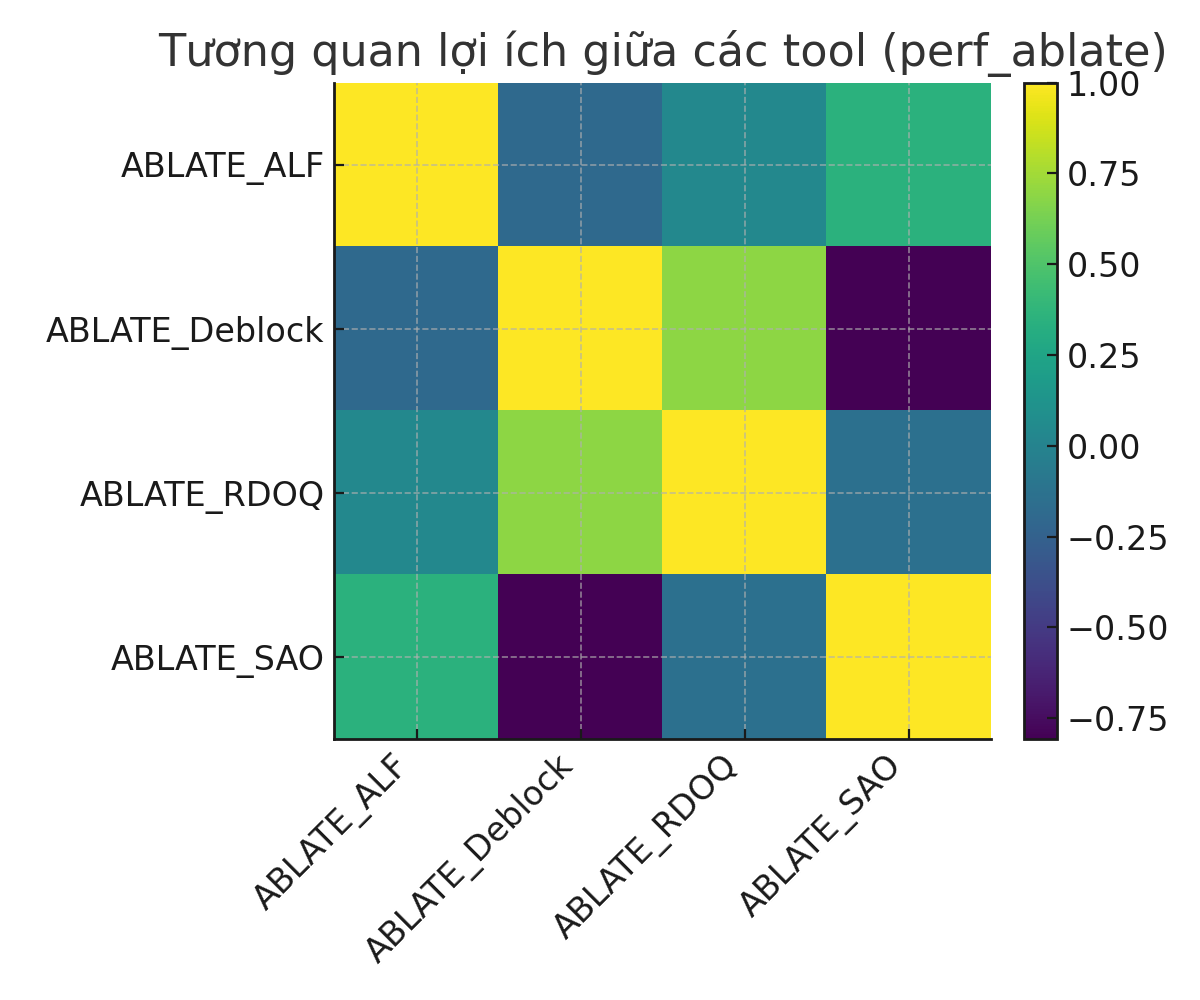 Tương quan lợi ích giữa các tool (perf_ablate)
ABLATE_ALF
ABLATE_Deblock
ABLATE_RDOQ
ABLATE_SAO
ABLATE_ALF
ABLATE_Deblock
ABLATE_RDOQ
ABLATE_SAO
1.00
0.75
0.50
0.25
0.00
−0.25
−0.50
−0.75